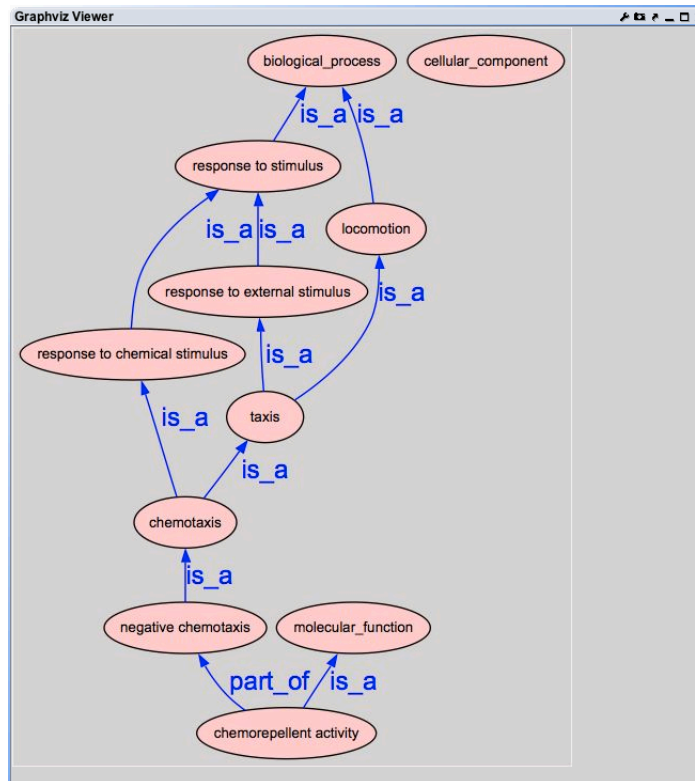 Graphviz Viewer
biological_process
cellular_component
is_a
is_a
response to stimulus
is_a
is_a
locomotion
response to external stimulus
is_a
response to chemical stimulus
is_a
is_a
taxis
is_a
chemotaxis
is_a
negative chemotaxis
molecular_function
part_of
is_a
chemorepellent activity